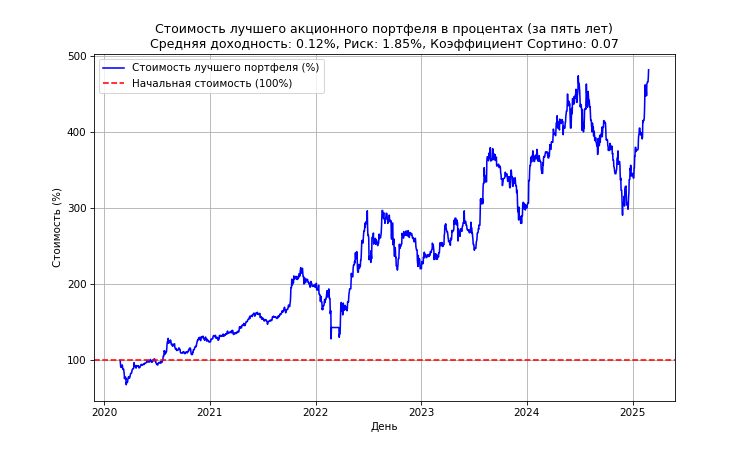 Стоимость лучшего акционного портфеля в процентах (за пять лет)
Средняя доходность: 0.12%, Риск: 1.85%, Коэффициент Сортино: 0.07
500
Стоимость лучшего портфеля (%)
Начальная стоимость (100%)
400
300
200
100
Стоимость (%)
2020
2021
2022
2023
2024
2025
День